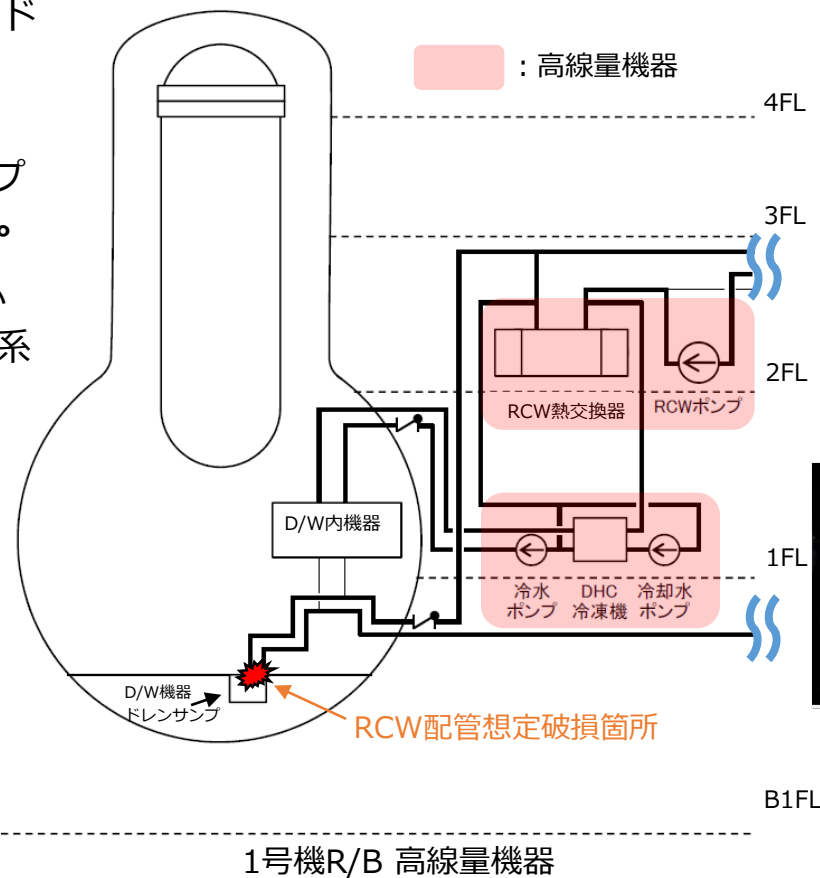 ド
：高線量機器
4FL
プ
3FL
。
系
2FL
RCW熱交換器
RCWポンプ
D/W内機器
1FL
冷水
ポンプ
DHC
冷凍機
冷却水
ポンプ
D/W機器
ドレンサンプ
RCW配管想定破損箇所
B1FL
1号機R/B 高線量機器